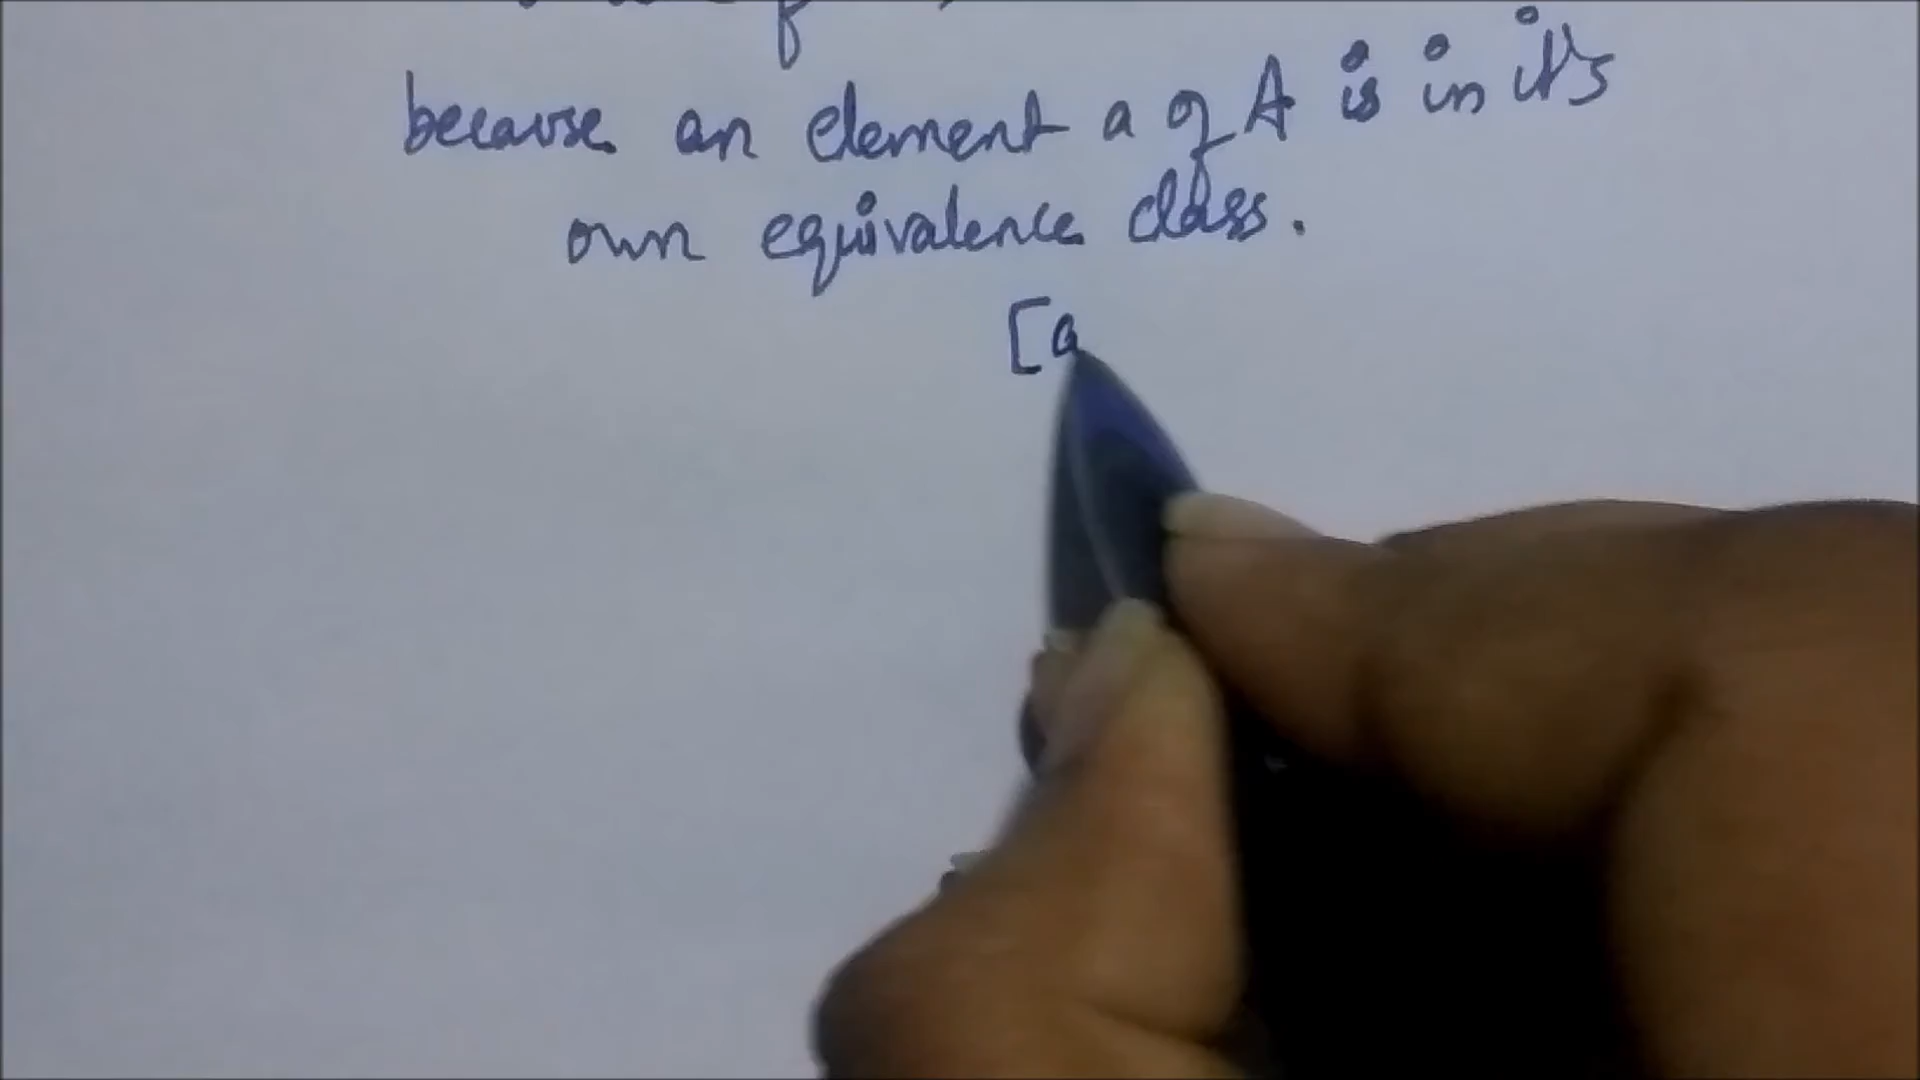 because an element a of A is in it's
own equivalence class.
[a